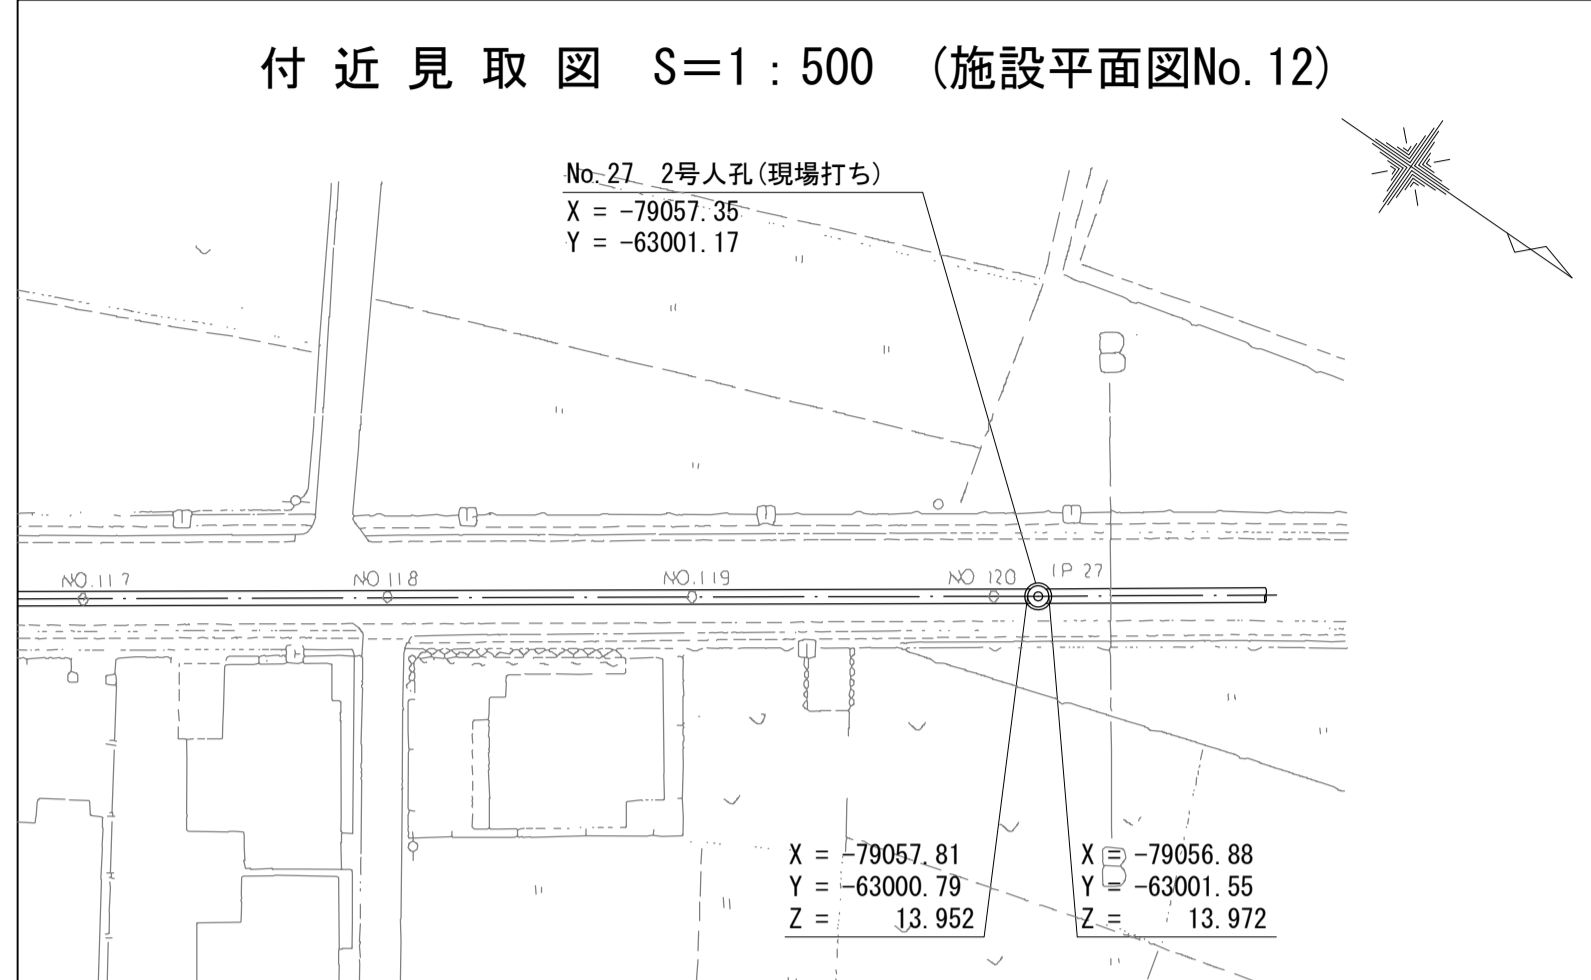 付近見取図 S=1:500 (施設平面図No.12)
No.27 2号人孔(現場打ち)
X = -79057.35
Y = -63001.17
B
NO.117
NO 118
NO.119
NO 120
IP 27
X = -79057.81
Y = -63000.79
Z = 13.952
X = -79056.88
Y = -63001.55
Z = 13.972
B